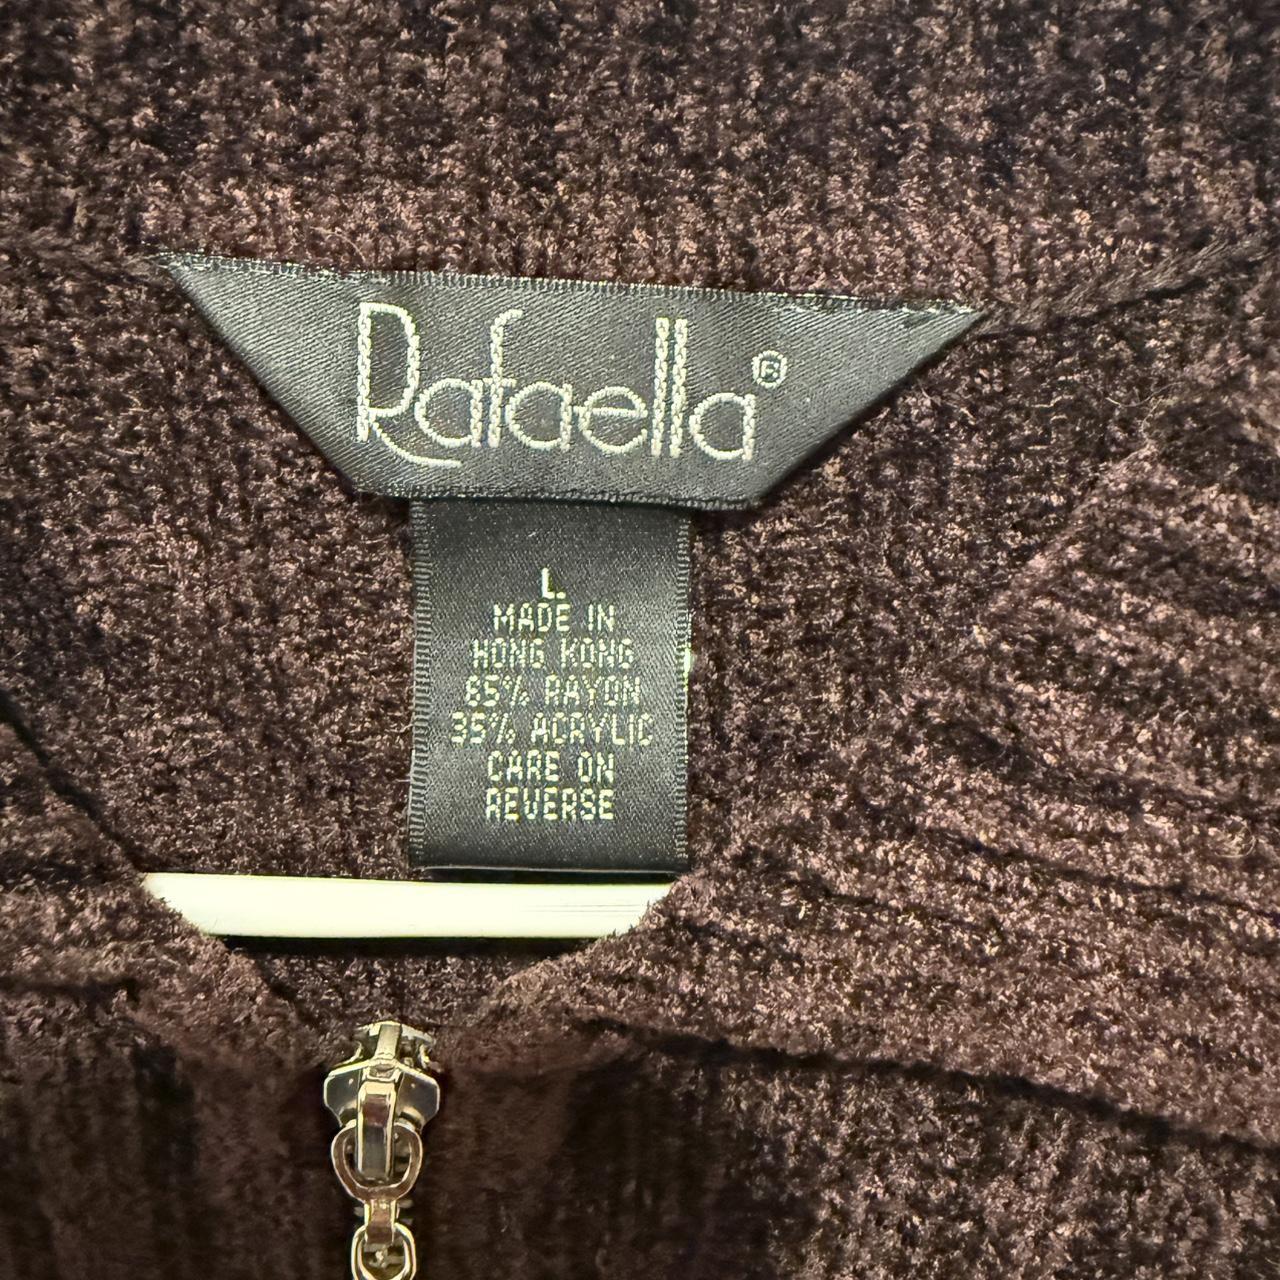 Rafaella®
L.
MADE IN
HONG KONG
65% RAYON
35% ACRYLIC
CARE ON
REVERSE